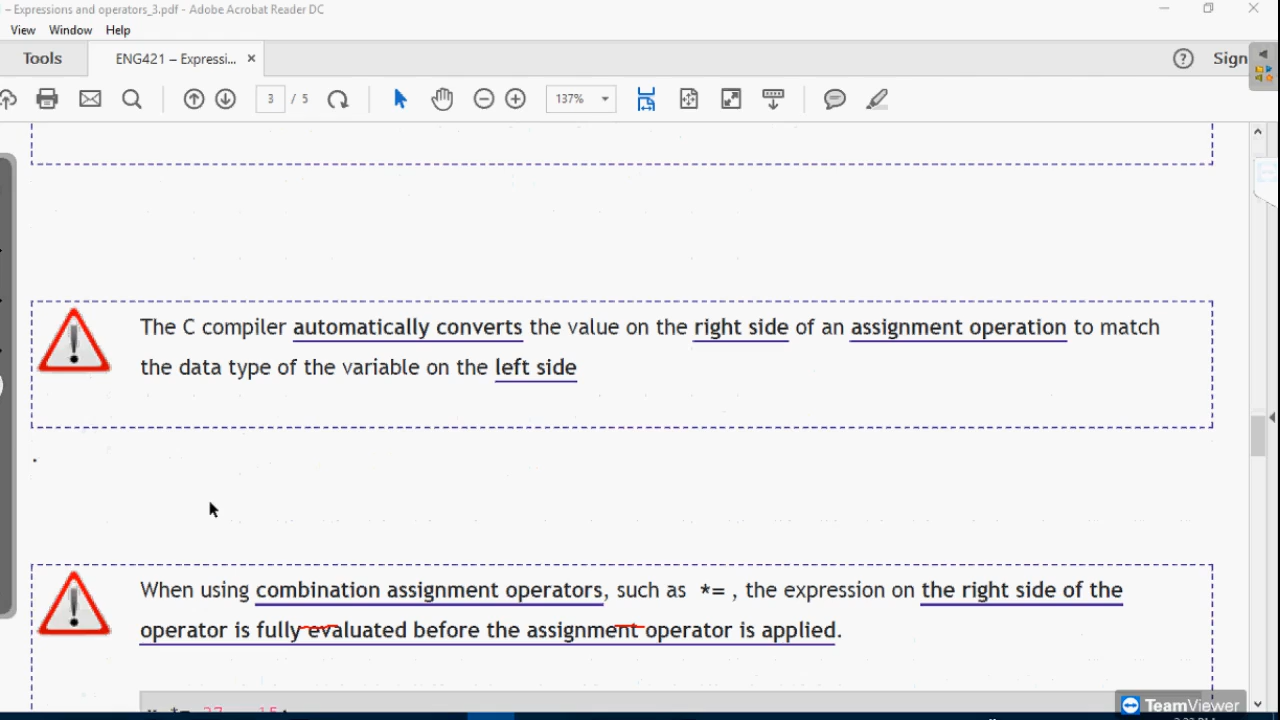 – Expressions and operators_3.pdf - Adobe Acrobat Reader DC
View Window Help
Tools ENG421 – Expressi... × Sign
3 / 5 137%
The C compiler automatically converts the value on the right side of an assignment operation to match
the data type of the variable on the left side
.
When using combination assignment operators, such as *= , the expression on the right side of the
operator is fully evaluated before the assignment operator is applied.
TeamViewer